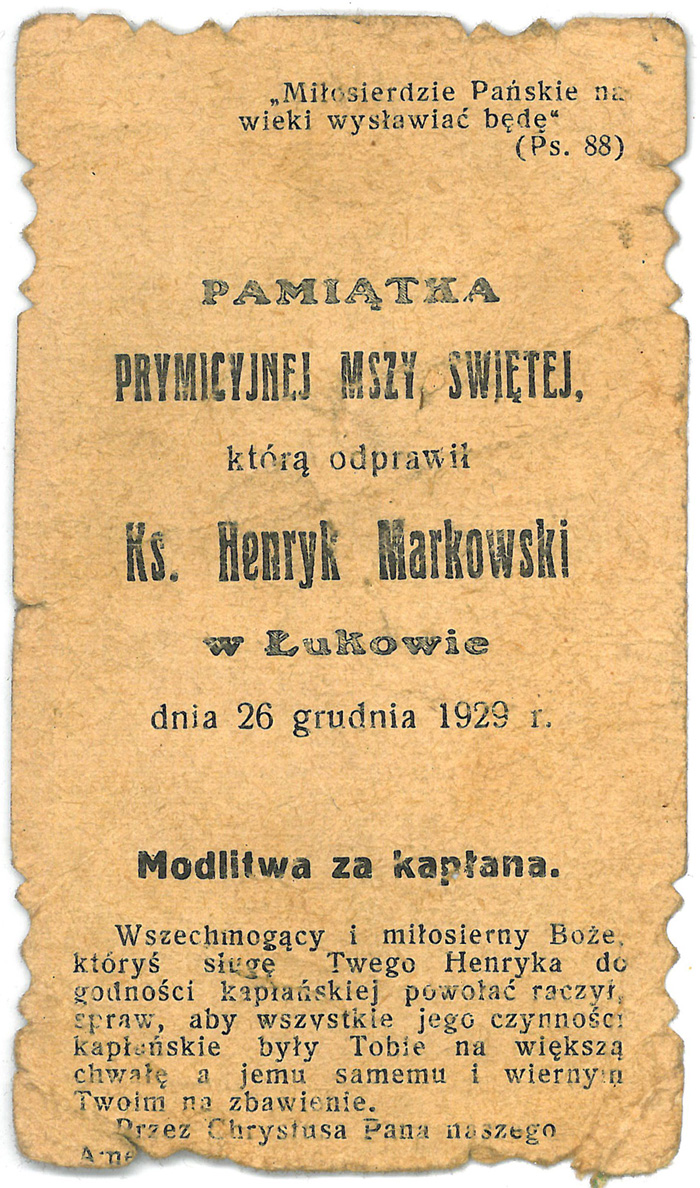 „Miłosierdzie Pańskie na
wieki wysławiać będę“
(Ps. 88)
PAMIĄTKA
PRYMICYJNEJ MSZY SWIĘTEJ,
którą odprawił
Ks. Henryk Markowski
w Łukowie
dnia 26 grudnia 1929 r.
Modlitwa za kapłana.
Wszechmogący i miłosierny Boże,
któryś sługę Twego Henryka do
godności kapłańskiej powołać raczył,
spraw, aby wszystkie jego czynności
kapłańskie były Tobie na większą
chwałę a jemu samemu i wiernym
Twoim na zbawienie.
Przez Chrystusa Pana naszego